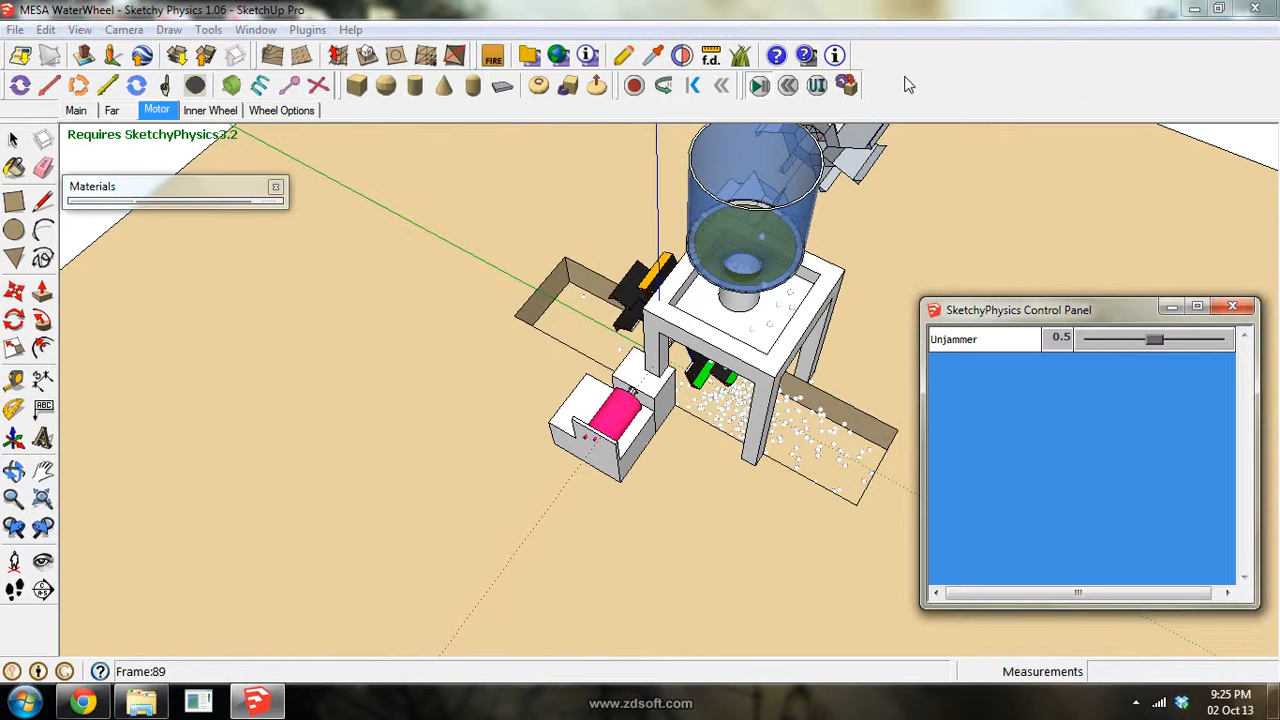 MESA WaterWheel - Sketchy Physics 1.06 - SketchUp Pro
File Edit View Camera Draw Tools Window Plugins Help
FIRE f.d. UI
Main Far Motor Inner Wheel Wheel Options
Requires SketchyPhysics3.2
Materials
SketchyPhysics Control Panel
Unjammer 0.5
ABC
Frame:89 Measurements
www.zdsoft.com
9:25 PM
02 Oct 13